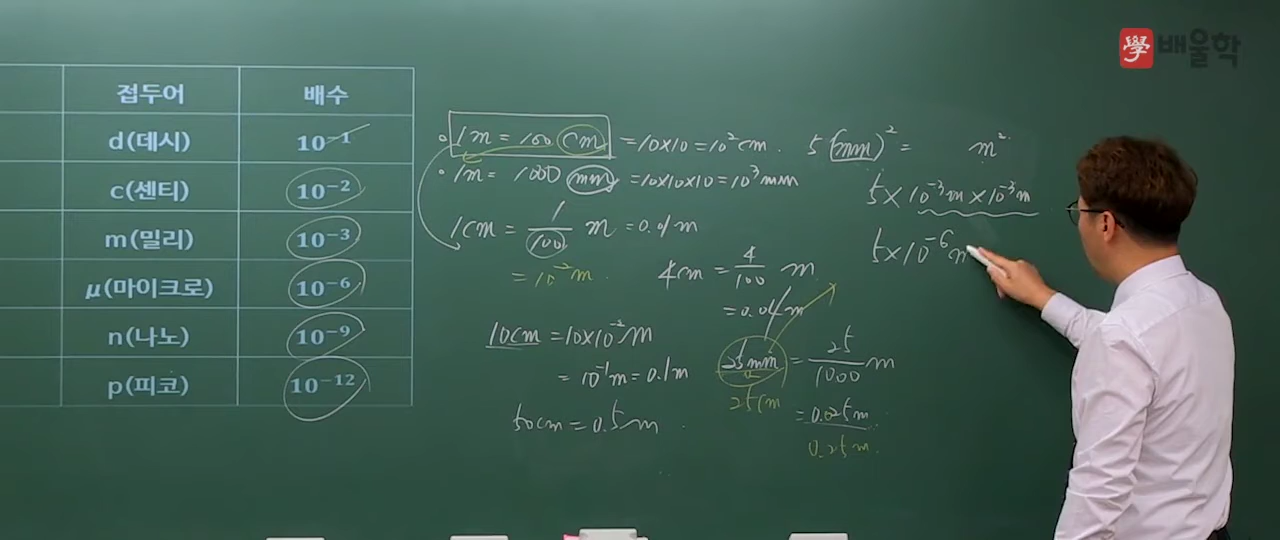 學 배울학
접두어 배수
d(데시) 10⁻¹
c(센티) 10⁻²
m(밀리) 10⁻³
μ(마이크로) 10⁻⁶
n(나노) 10⁻⁹
p(피코) 10⁻¹²
1m = 100 cm = 10×10 = 10² cm.
1m = 1000 mm = 10×10×10 = 10³ mm
1cm = 1/100 m = 0.01m
= 10⁻² m.
10cm = 10×10⁻² m
= 10⁻¹ m = 0.1m
50cm = 0.5m
4cm = 4/100 m
= 0.04m
25mm = 25/1000 m
25cm
= 0.025m
0.25m
5 (mm)² = m²
5×10⁻³m×10⁻³m
5×10⁻⁶ m